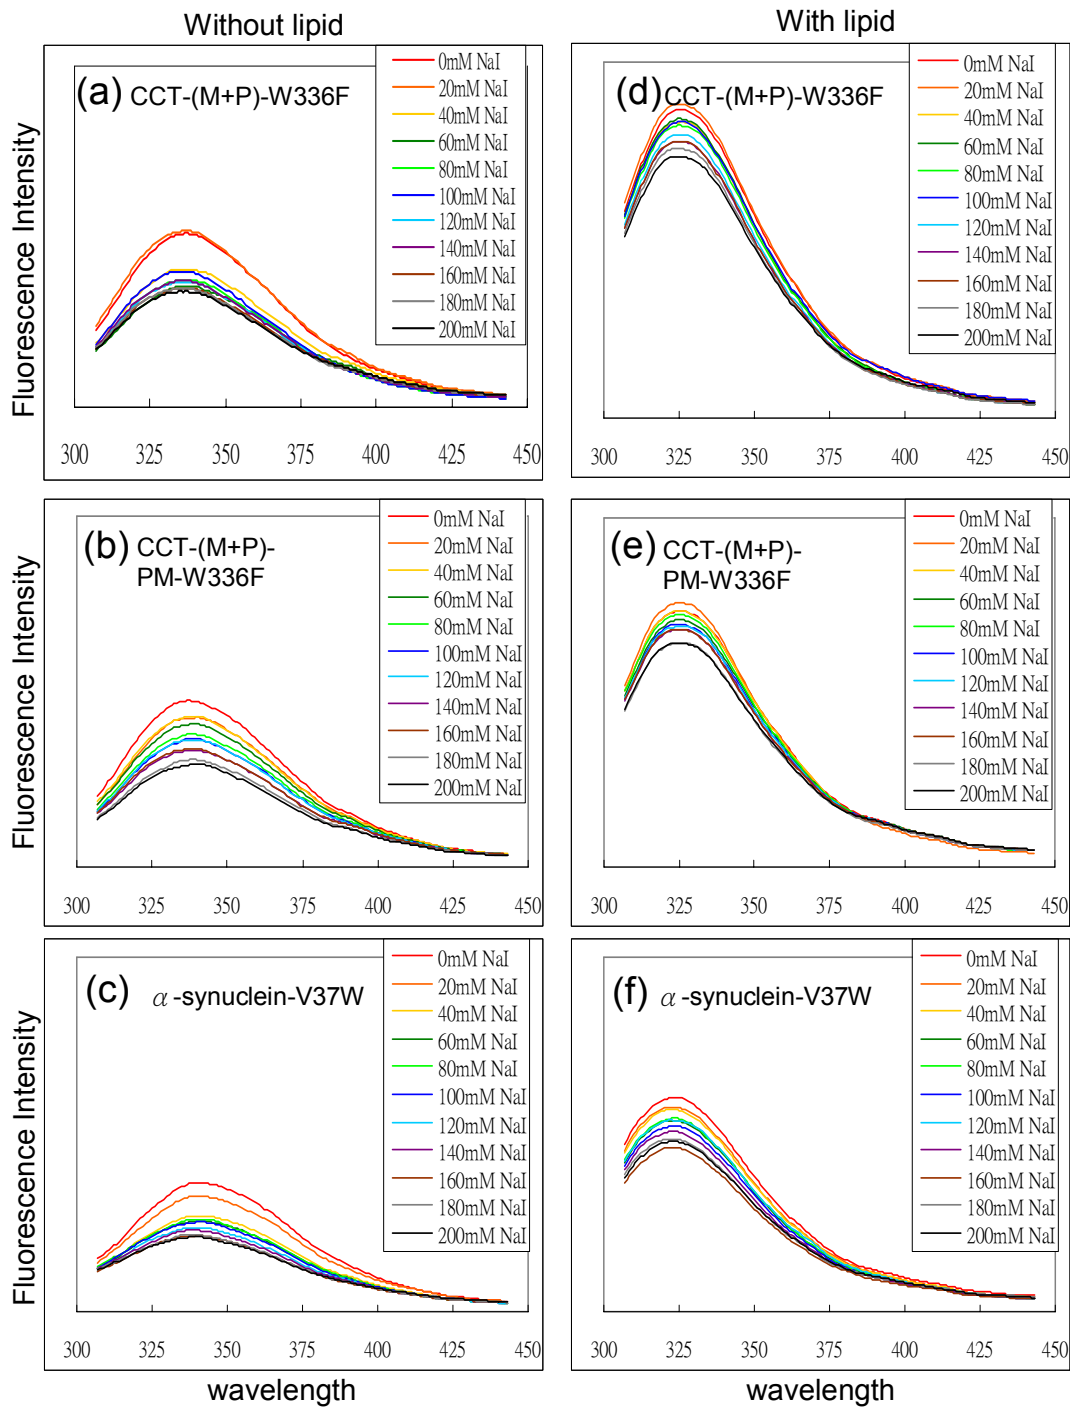 Without lipid
With lipid
(a) CCT-(M+P)-W336F
0mM NaI
20mM NaI
40mM NaI
60mM NaI
80mM NaI
100mM NaI
120mM NaI
140mM NaI
160mM NaI
180mM NaI
200mM NaI
Fluorescence Intensity
300 325 350 375 400 425 450
(d) CCT-(M+P)-W336F
0mM NaI
20mM NaI
40mM NaI
60mM NaI
80mM NaI
100mM NaI
120mM NaI
140mM NaI
160mM NaI
180mM NaI
200mM NaI
300 325 350 375 400 425 450
(b) CCT-(M+P)-
PM-W336F
0mM NaI
20mM NaI
40mM NaI
60mM NaI
80mM NaI
100mM NaI
120mM NaI
140mM NaI
160mM NaI
180mM NaI
200mM NaI
Fluorescence Intensity
300 325 350 375 400 425 450
(e) CCT-(M+P)-
PM-W336F
0mM NaI
20mM NaI
40mM NaI
60mM NaI
80mM NaI
100mM NaI
120mM NaI
140mM NaI
160mM NaI
180mM NaI
200mM NaI
300 325 350 375 400 425 450
(c) α-synuclein-V37W
0mM NaI
20mM NaI
40mM NaI
60mM NaI
80mM NaI
100mM NaI
120mM NaI
140mM NaI
160mM NaI
180mM NaI
200mM NaI
Fluorescence Intensity
300 325 350 375 400 425 450
wavelength
(f) α-synuclein-V37W
0mM NaI
20mM NaI
40mM NaI
60mM NaI
80mM NaI
100mM NaI
120mM NaI
140mM NaI
160mM NaI
180mM NaI
200mM NaI
300 325 350 375 400 425 450
wavelength